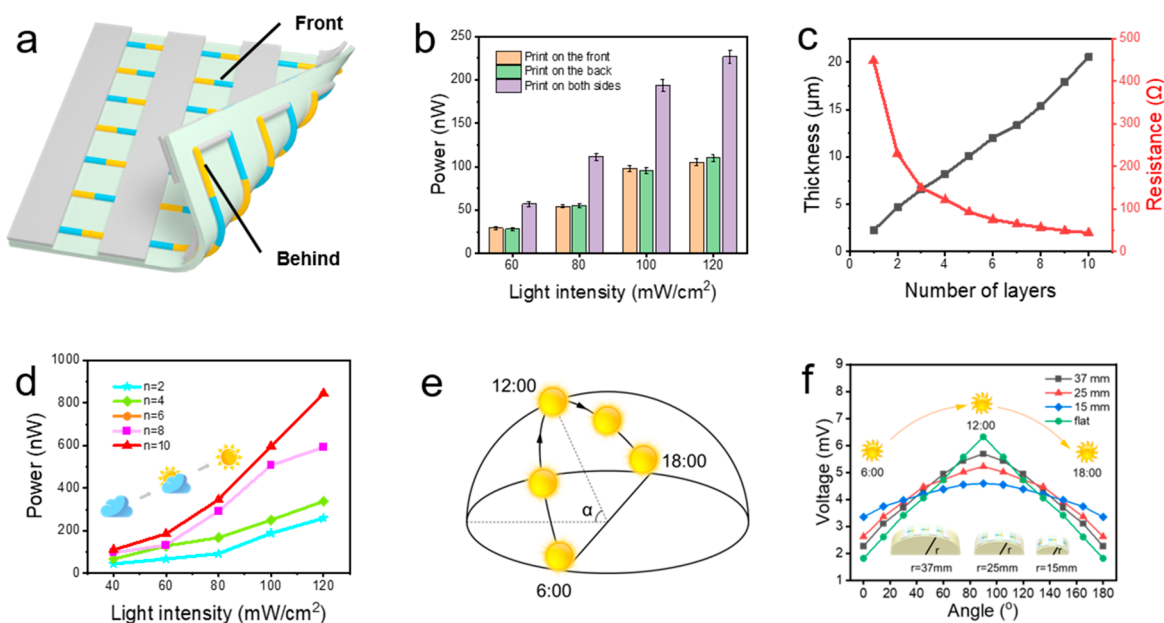 a
Front
Behind
b
Power (nW)
250
200
150
100
50
0
Print on the front
Print on the back
Print on both sides
60 80 100 120
Light intensity (mW/cm²)
c
Thickness (μm)
20
15
10
5
0
500
450
400
350
300
250
200
150
100
50
0
Resistance (Ω)
0 2 4 6 8 10
Number of layers
d
Power (nW)
1000
800
600
400
200
0
n=2
n=4
n=6
n=8
n=10
40 60 80 100 120
Light intensity (mW/cm²)
e
12:00
18:00
α
6:00
f
Voltage (mV)
9
8
7
6
5
4
3
2
1
37 mm
25 mm
15 mm
flat
6:00
12:00
18:00
r
r
r
r=37mm r=25mm r=15mm
0 20 40 60 80 100 120 140 160 180
Angle (°)